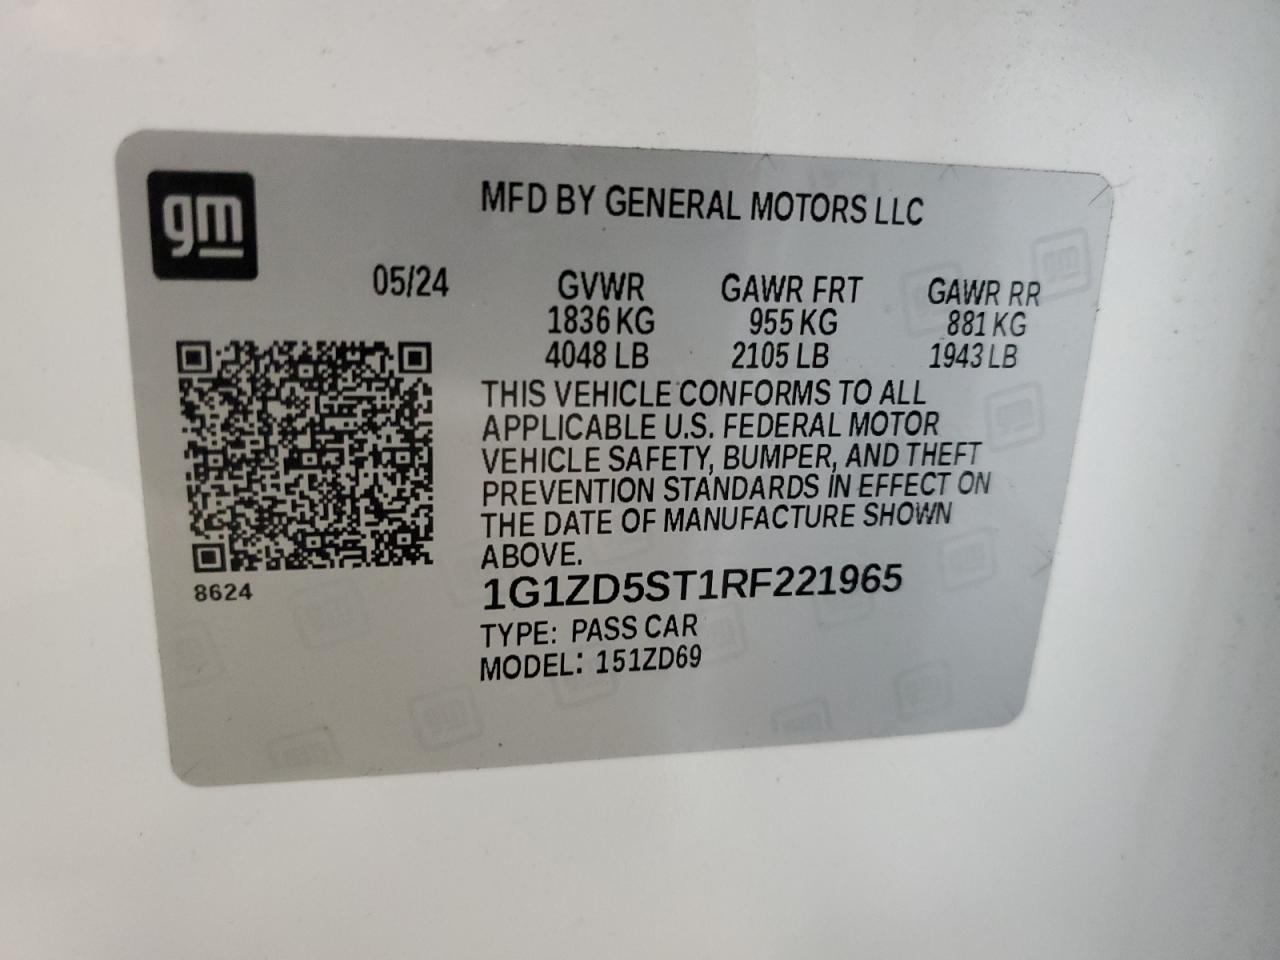 gm
MFD BY GENERAL MOTORS LLC
05/24 GVWR GAWR FRT GAWR RR
1836 KG 955 KG 881 KG
4048 LB 2105 LB 1943 LB
THIS VEHICLE CONFORMS TO ALL
APPLICABLE U.S. FEDERAL MOTOR
VEHICLE SAFETY, BUMPER, AND THEFT
PREVENTION STANDARDS IN EFFECT ON
THE DATE OF MANUFACTURE SHOWN
ABOVE.
8624
1G1ZD5ST1RF221965
TYPE: PASS CAR
MODEL: 151ZD69